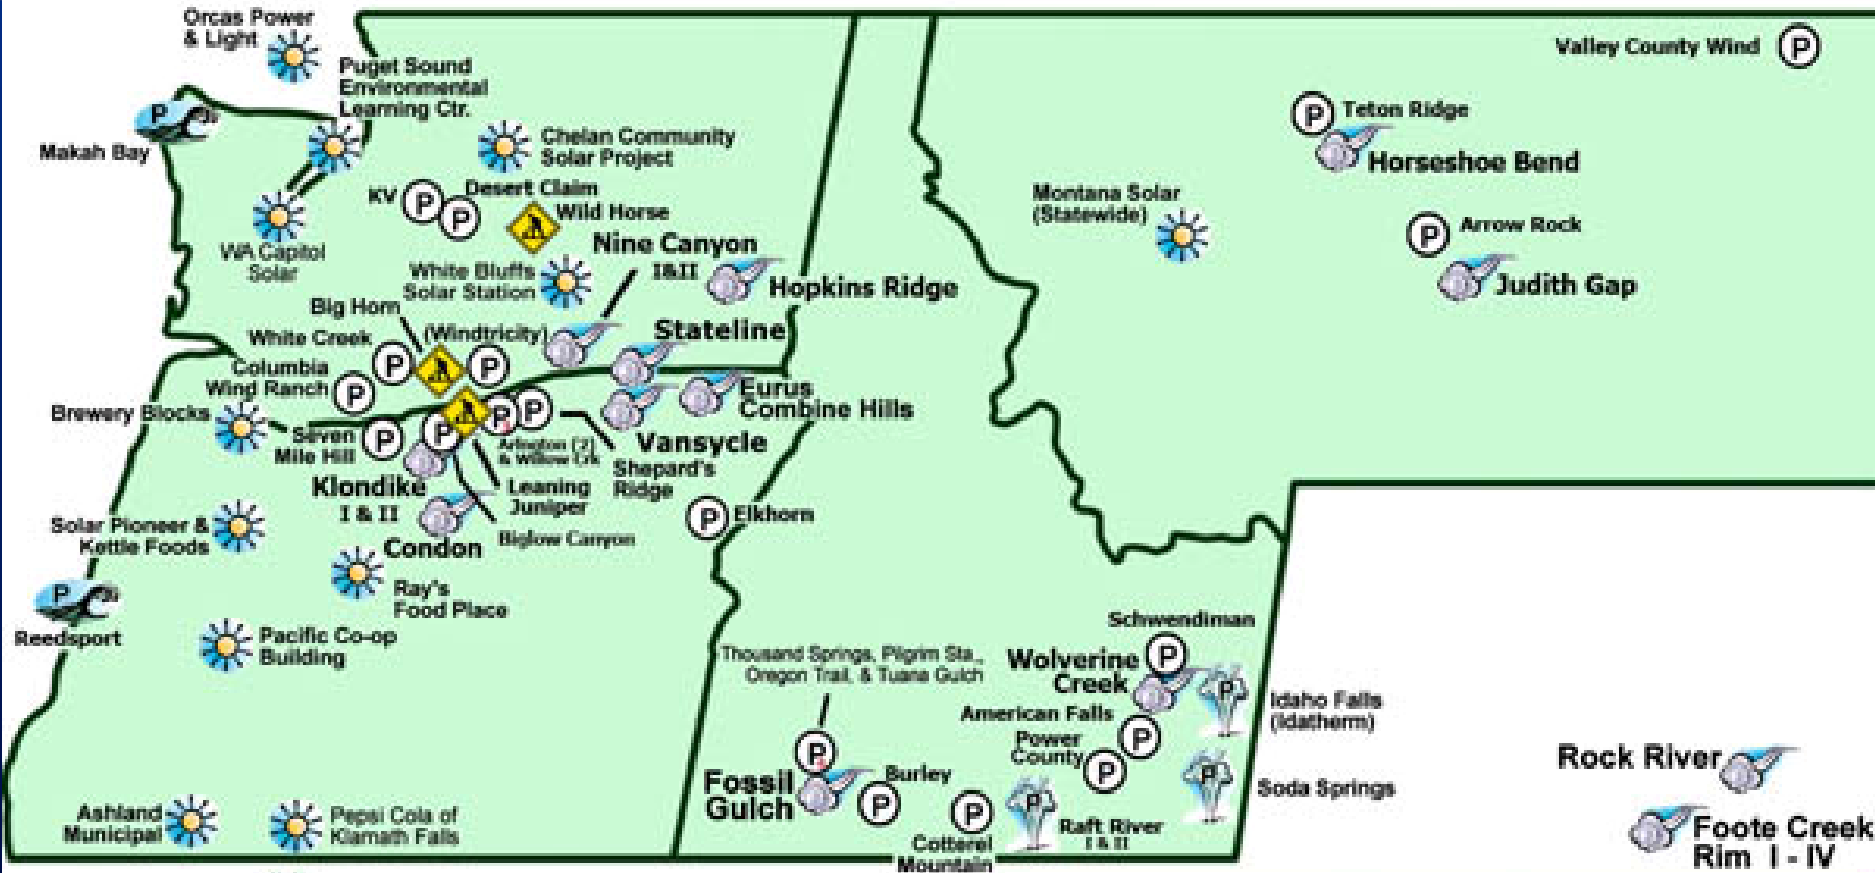 Orcas Power
& Light
Puget Sound
Environmental
Learning Ctr.
Valley County Wind
P
P
Teton Ridge
Horseshoe Bend
P
Makah Bay
Chelan Community
Solar Project
KV
P
P
Desert Claim
Wild Horse
Montana Solar
(Statewide)
P
Arrow Rock
Judith Gap
WA Capitol
Solar
Nine Canyon
I&II
White Bluffs
Solar Station
Hopkins Ridge
Big Horn
(Windtricity)
Stateline
White Creek
P
P
Columbia
Wind Ranch
P
Eurus
Combine Hills
Brewery Blocks
Seven
Mile Hill
P
P
P
P
Arlington (2)
& Willow Crk
Vansycle
Shepard's
Ridge
Klondike
I & II
Leaning
Juniper
Condon
Biglow Canyon
P
Elkhorn
Solar Pioneer &
Kettle Foods
Ray's
Food Place
P
Reedsport
Pacific Co-op
Building
Thousand Springs, Pilgrim Sta.,
Oregon Trail, & Tuana Gulch
Schwendiman
P
Wolverine
Creek
P
Idaho Falls
(Idatherm)
American Falls
P
Power
County
P
P
Soda Springs
P
Fossil
Gulch
Burley
P
P
Cotterel
Mountain
P
Raft River
I & II
Rock River
Foote Creek
Rim I - IV
Ashland
Municipal
Pepsi Cola of
Klamath Falls